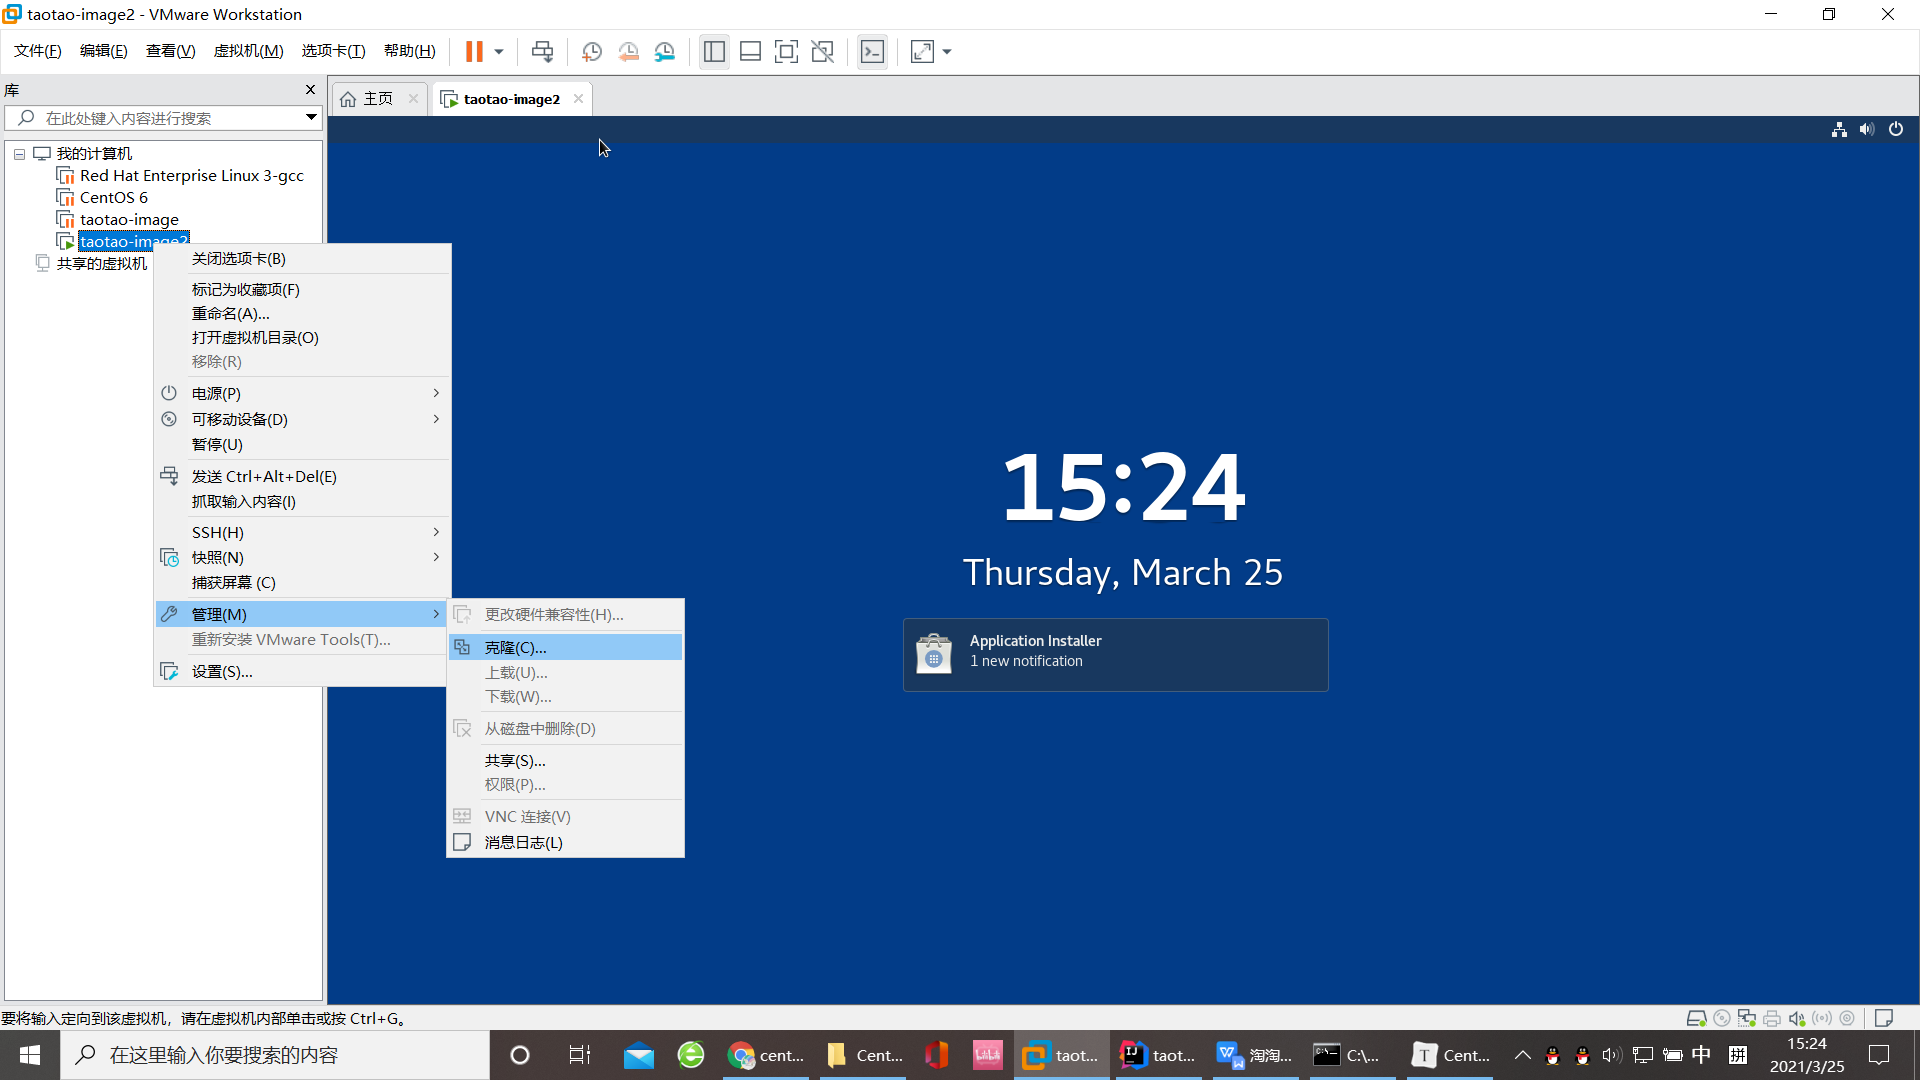 taotao-image2 - VMware Workstation
文件(F) 编辑(E) 查看(V) 虚拟机(M) 选项卡(T) 帮助(H)
库
在此处键入内容进行搜索
主页
taotao-image2
我的计算机
Red Hat Enterprise Linux 3-gcc
CentOS 6
taotao-image
taotao-image2
共享的虚拟机
关闭选项卡(B)
标记为收藏项(F)
重命名(A)...
打开虚拟机目录(O)
移除(R)
电源(P)
可移动设备(D)
暂停(U)
发送 Ctrl+Alt+Del(E)
抓取输入内容(I)
SSH(H)
快照(N)
捕获屏幕 (C)
管理(M)
重新安装 VMware Tools(T)...
设置(S)...
更改硬件兼容性(H)...
克隆(C)...
上载(U)...
下载(W)...
从磁盘中删除(D)
共享(S)...
权限(P)...
VNC 连接(V)
消息日志(L)
15:24
Thursday, March 25
Application Installer
1 new notification
要将输入定向到该虚拟机，请在虚拟机内部单击或按 Ctrl+G。
在这里输入你要搜索的内容
cent...
Cent...
taot...
taot...
淘淘...
C:\...
Cent...
中
拼
15:24
2021/3/25